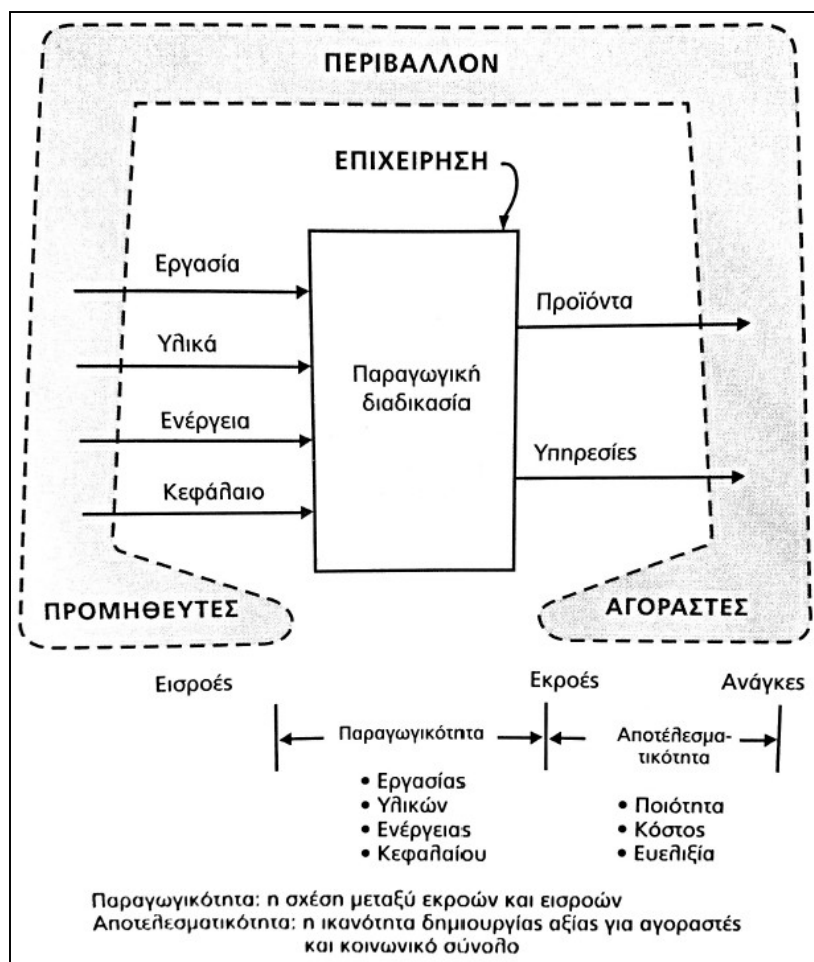 ΠΕΡΙΒΑΛΛΟΝ
ΕΠΙΧΕΙΡΗΣΗ
Εργασία
Υλικά
Ενέργεια
Κεφάλαιο
Παραγωγική
διαδικασία
Προϊόντα
Υπηρεσίες
ΠΡΟΜΗΘΕΥΤΕΣ
ΑΓΟΡΑΣΤΕΣ
Εισροές
Εκροές
Ανάγκες
Παραγωγικότητα
• Εργασίας
• Υλικών
• Ενέργειας
• Κεφαλαίου
Αποτέλεσμα-
τικότητα
• Ποιότητα
• Κόστος
• Ευελιξία
Παραγωγικότητα: η σχέση μεταξύ εκροών και εισροών
Αποτελεσματικότητα: η ικανότητα δημιουργίας αξίας για αγοραστές
και κοινωνικό σύνολο